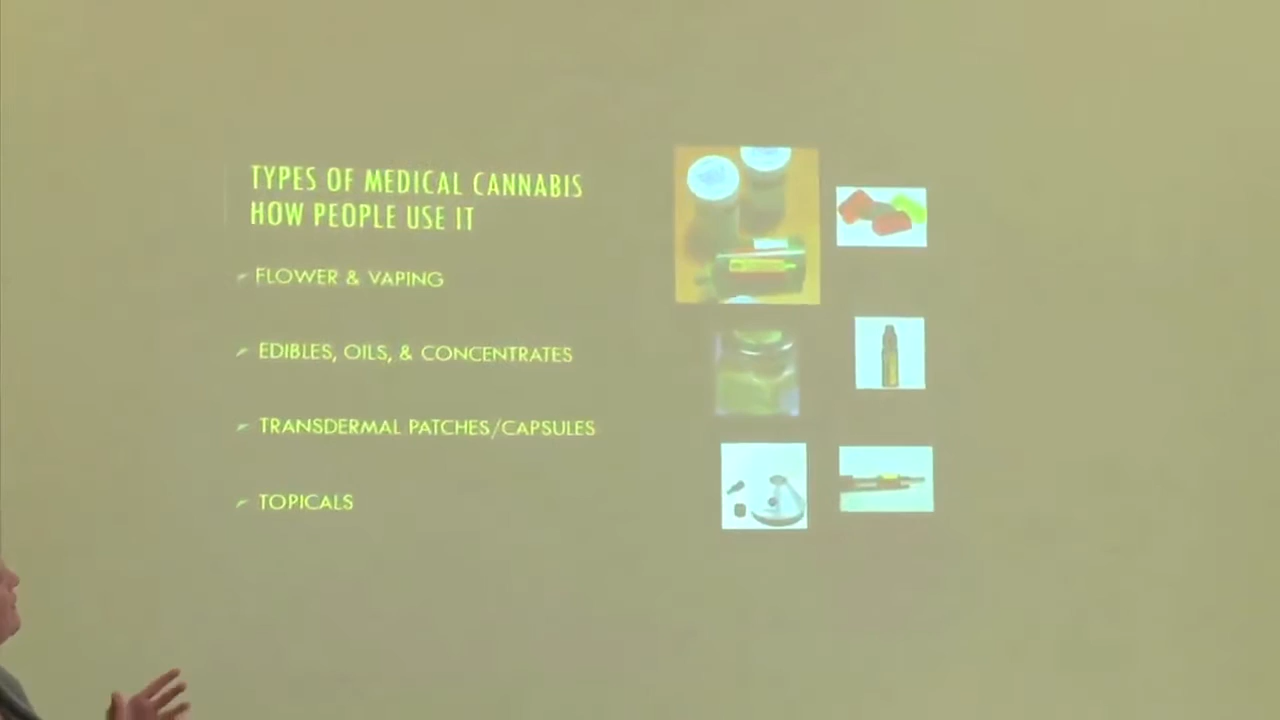 TYPES OF MEDICAL CANNABIS
HOW PEOPLE USE IT
FLOWER & VAPING
EDIBLES, OILS, & CONCENTRATES
TRANSDERMAL PATCHES/CAPSULES
TOPICALS